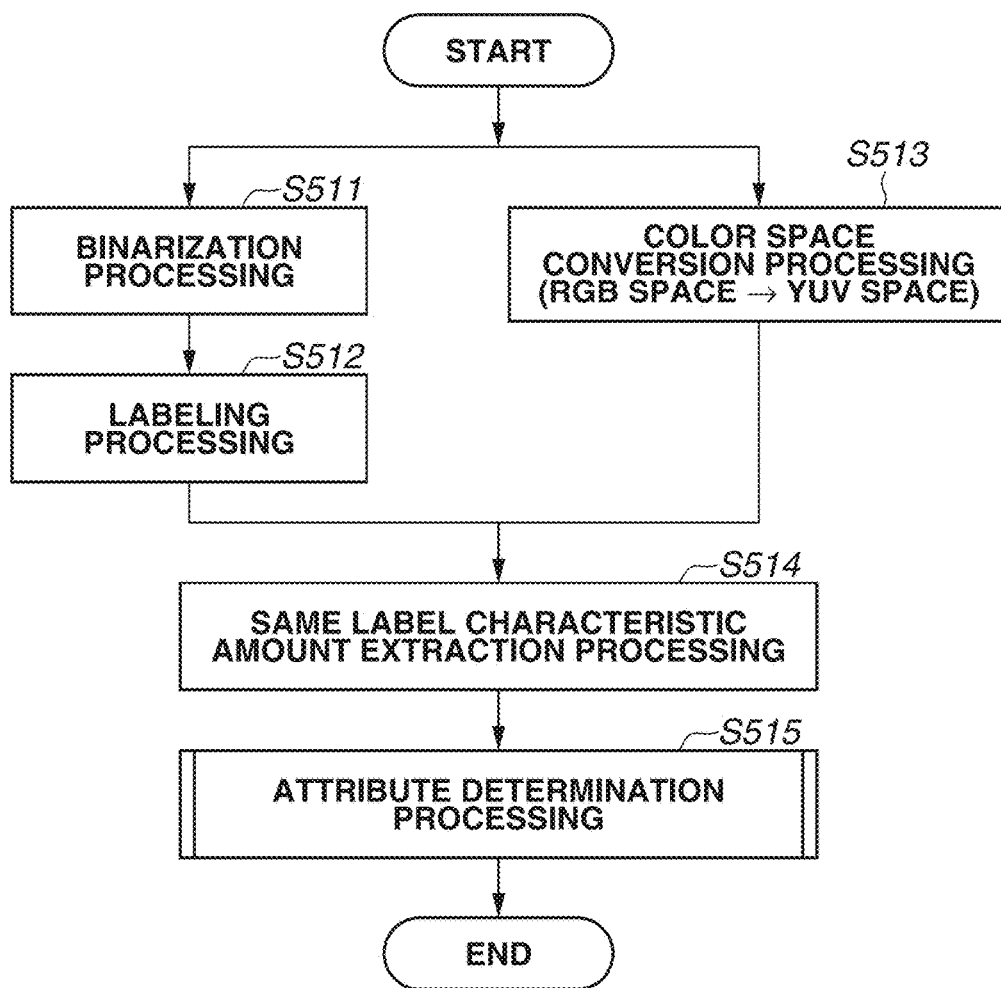 START
S511
BINARIZATION
PROCESSING
S512
LABELING
PROCESSING
S513
COLOR SPACE
CONVERSION PROCESSING
(RGB SPACE → YUV SPACE)
S514
SAME LABEL CHARACTERISTIC
AMOUNT EXTRACTION PROCESSING
S515
ATTRIBUTE DETERMINATION
PROCESSING
END